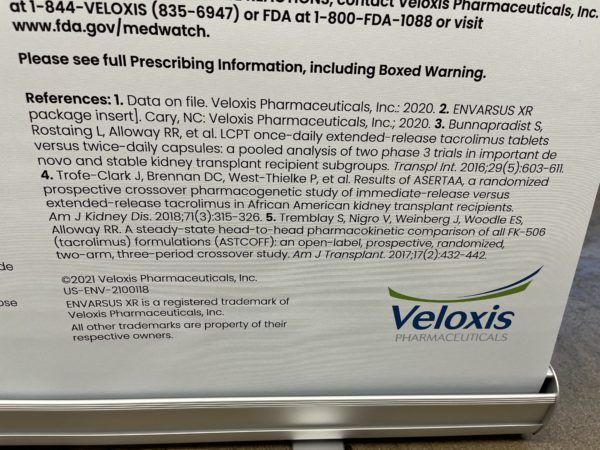 contact Veloxis Pharmaceuticals, Inc.
at 1-844-VELOXIS (835-6947) or FDA at 1-800-FDA-1088 or visit
www.fda.gov/medwatch.
Please see full Prescribing Information, including Boxed Warning.
References: 1. Data on file. Veloxis Pharmaceuticals, Inc.: 2020. 2. ENVARSUS XR
package insert]. Cary, NC: Veloxis Pharmaceuticals, Inc.; 2020. 3. Bunnapradist S,
Rostaing L, Alloway RR, et al. LCPT once-daily extended-release tacrolimus tablets
versus twice-daily capsules: a pooled analysis of two phase 3 trials in important de
novo and stable kidney transplant recipient subgroups. Transpl Int. 2016;29(5):603-611.
4. Trofe-Clark J, Brennan DC, West-Thielke P, et al. Results of ASERTAA, a randomized
prospective crossover pharmacogenetic study of immediate-release versus
extended-release tacrolimus in African American kidney transplant recipients.
Am J Kidney Dis. 2018;71(3):315-326. 5. Tremblay S, Nigro V, Weinberg J, Woodle ES,
Alloway RR. A steady-state head-to-head pharmacokinetic comparison of all FK-506
(tacrolimus) formulations (ASTCOFF): an open-label, prospective, randomized,
two-arm, three-period crossover study. Am J Transplant. 2017;17(2):432-442.
©2021 Veloxis Pharmaceuticals, Inc.
US-ENV-2100118
ENVARSUS XR is a registered trademark of
Veloxis Pharmaceuticals, Inc.
All other trademarks are property of their
respective owners.
Veloxis
PHARMACEUTICALS